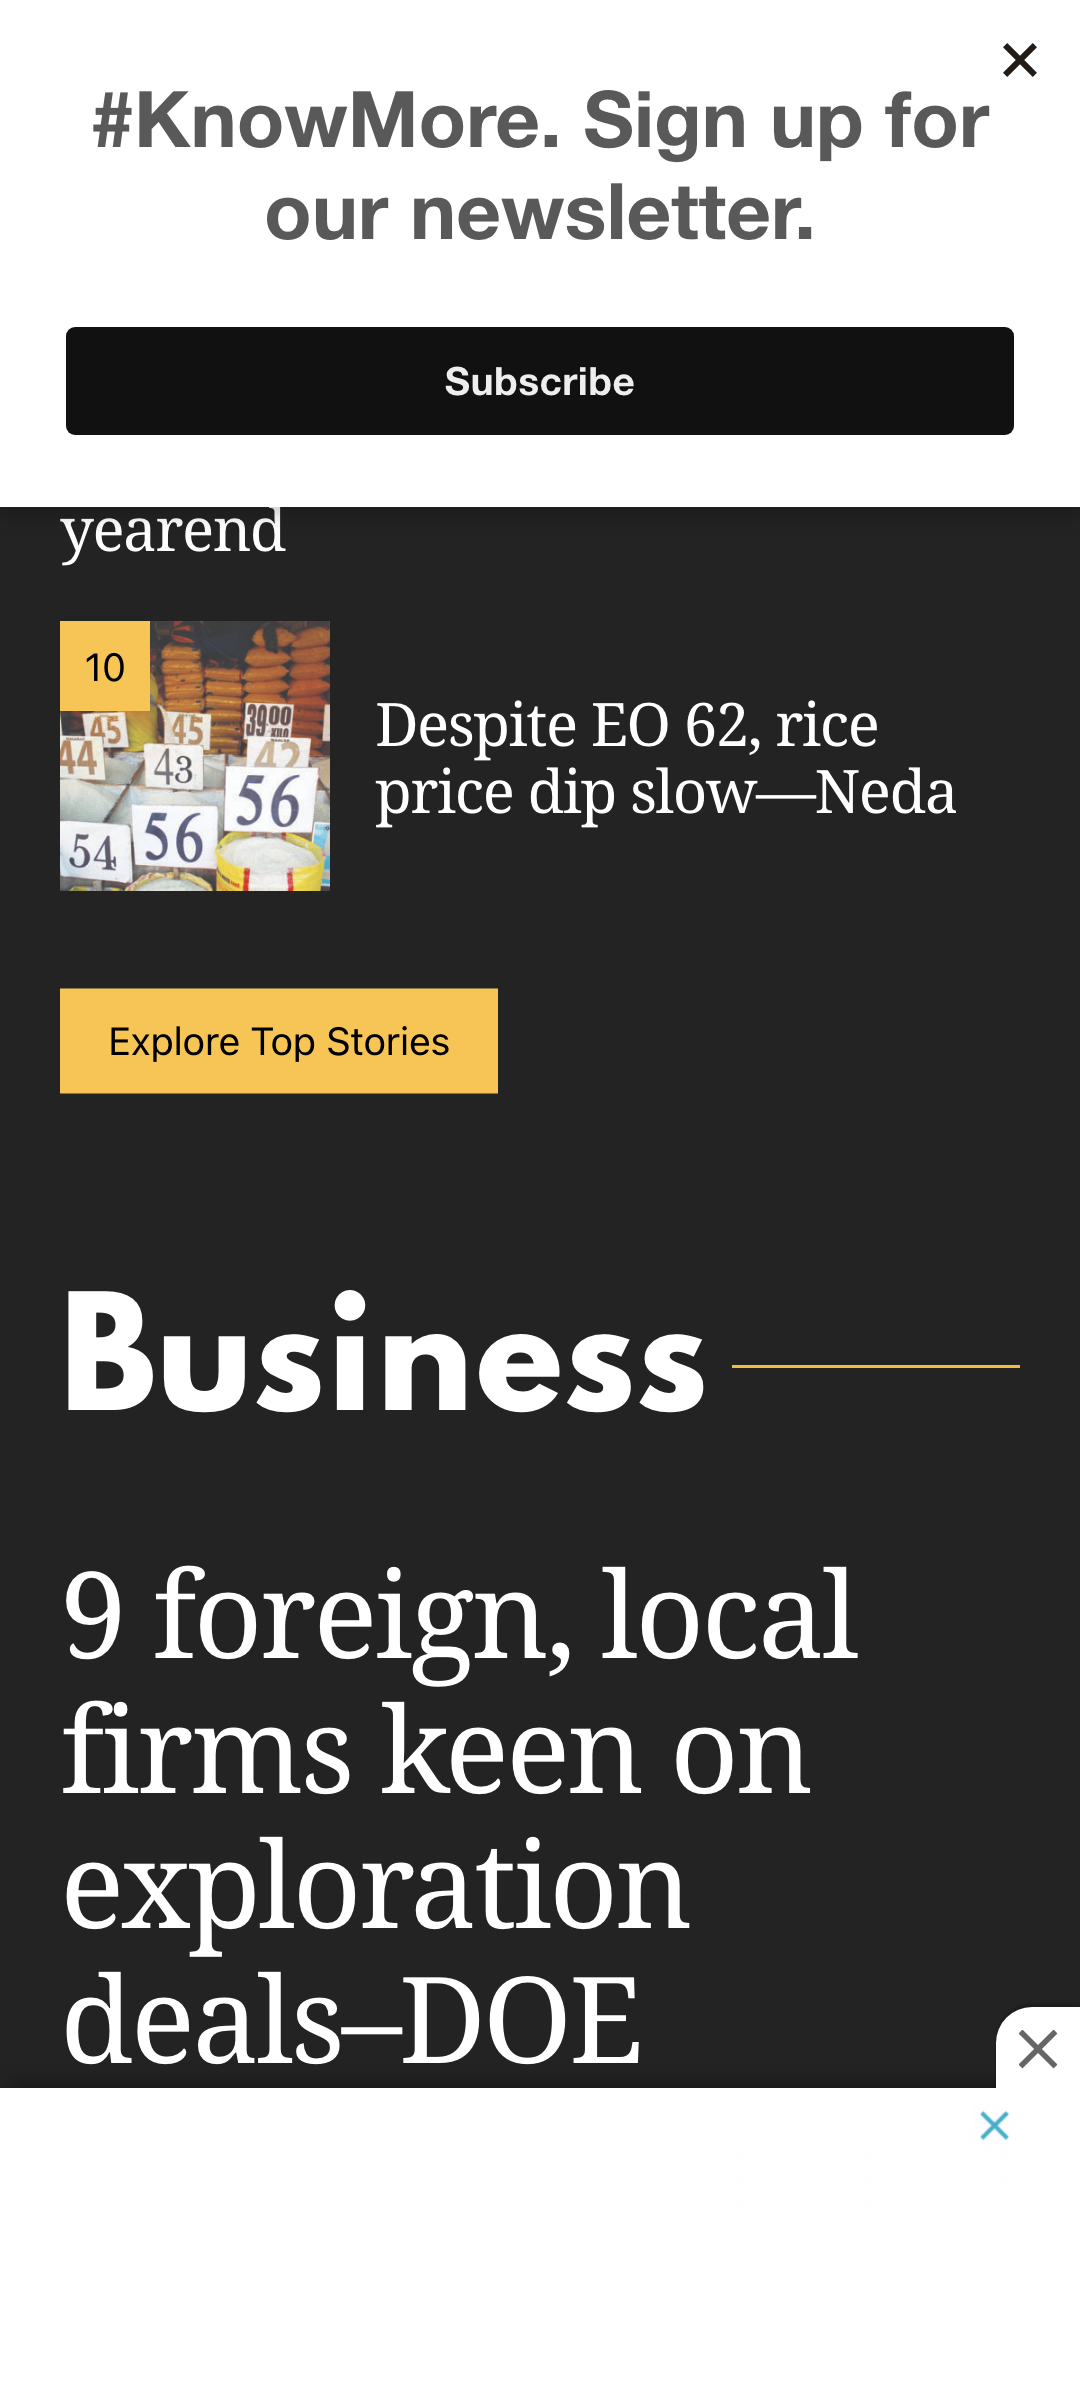 #KnowMore. Sign up for
our newsletter.
Subscribe
yearend
10
45
45
39.00
KILO
44
43
42
56
56
54
Despite EO 62, rice
price dip slow—Neda
Explore Top Stories
Business
9 foreign, local
firms keen on
exploration
deals–DOE